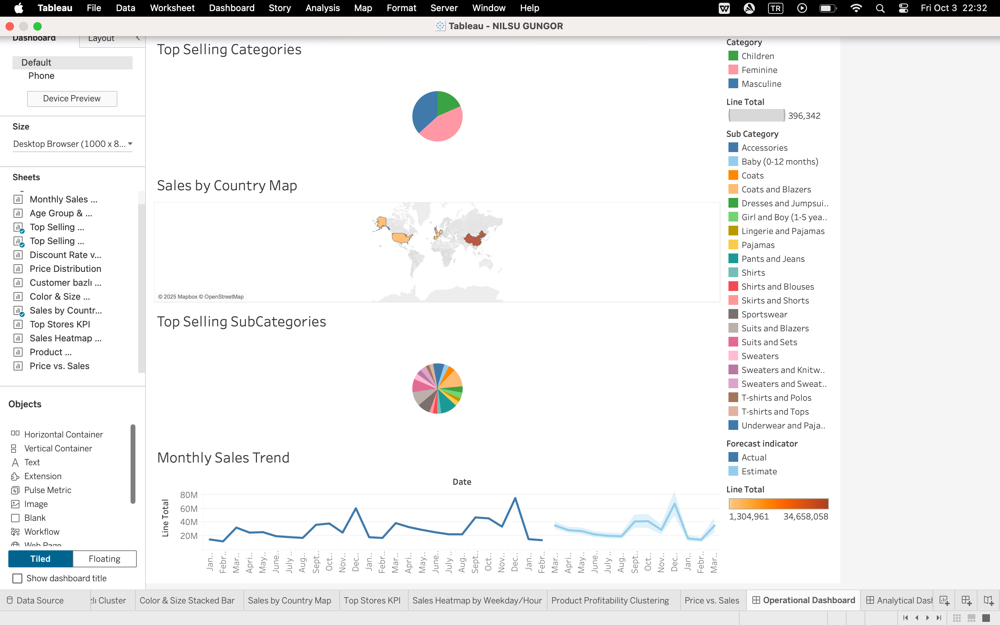 Tableau File Data Worksheet Dashboard Story Analysis Map Format Server Window Help TR Fri Oct 3 22:32
Tableau - NILSU GUNGOR
Dashboard Layout
Default
Phone
Device Preview
Size
Desktop Browser (1000 x 8...
Sheets
Monthly Sales ...
Age Group & ...
Top Selling ...
Top Selling ...
Discount Rate v...
Price Distribution
Customer bazlı ...
Color & Size ...
Sales by Countr...
Top Stores KPI
Sales Heatmap ...
Product ...
Price vs. Sales
Objects
Horizontal Container
Vertical Container
Text
Extension
Pulse Metric
Image
Blank
Workflow
Web Page
Tiled Floating
Show dashboard title
Top Selling Categories
Sales by Country Map
© 2025 Mapbox © OpenStreetMap
Top Selling SubCategories
Monthly Sales Trend
Date
Line Total
80M
60M
40M
20M
Jan.. Febr.. Mar.. Apri.. May.. June.. July .. Aug.. Sept.. Oct.. Nov.. Dec.. Jan.. Febr.. Mar.. Apri.. May.. June.. July .. Aug.. Sept.. Oct.. Nov.. Dec.. Jan.. Febr.. Mar.. Apri.. May.. June.. July .. Aug.. Sept.. Oct.. Nov.. Dec.. Jan.. Febr.. Mar..
Category
Children
Feminine
Masculine
Line Total
396,342
Sub Category
Accessories
Baby (0-12 months)
Coats
Coats and Blazers
Dresses and Jumpsui..
Girl and Boy (1-5 yea..
Lingerie and Pajamas
Pajamas
Pants and Jeans
Shirts
Shirts and Blouses
Skirts and Shorts
Sportswear
Suits and Blazers
Suits and Sets
Sweaters
Sweaters and Knitw..
Sweaters and Sweat..
T-shirts and Polos
T-shirts and Tops
Underwear and Paja..
Forecast indicator
Actual
Estimate
Line Total
1,304,961 34,658,058
Data Source zlı Cluster Color & Size Stacked Bar Sales by Country Map Top Stores KPI Sales Heatmap by Weekday/Hour Product Profitability Clustering Price vs. Sales Operational Dashboard Analytical Dash